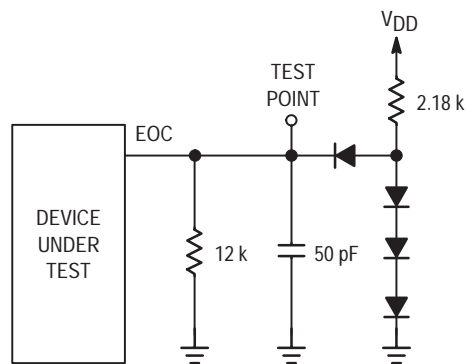 VDD
TEST
POINT
2.18 k
EOC
DEVICE
UNDER
TEST
12 k
50 pF